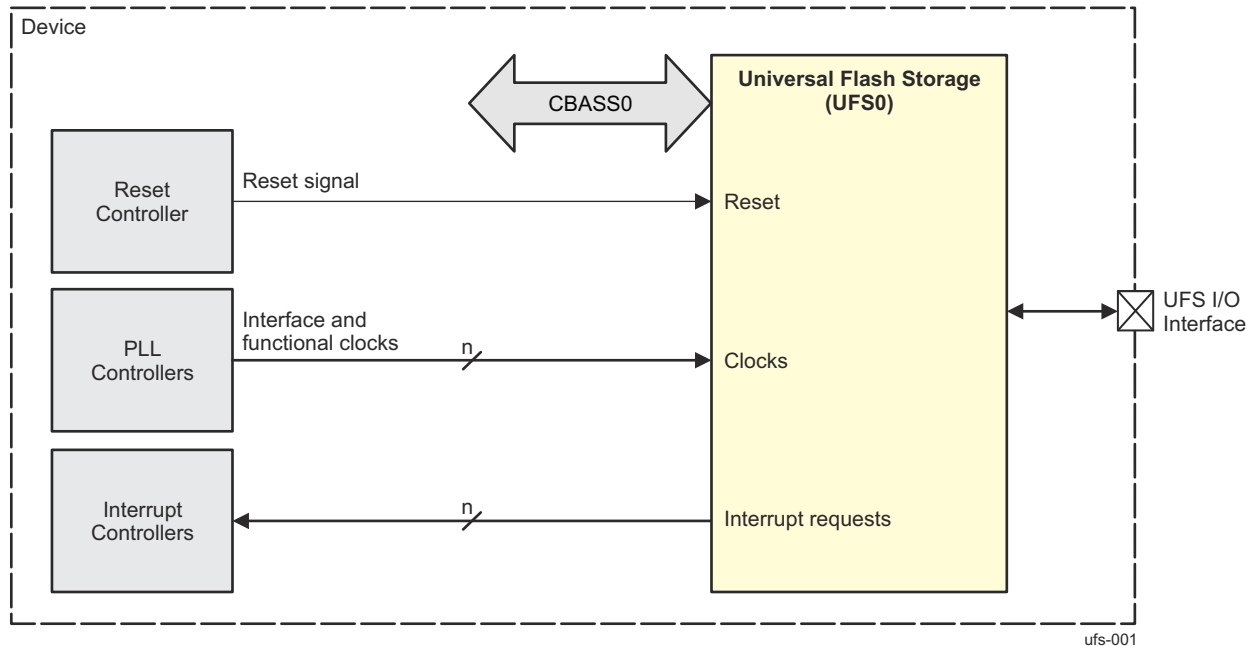 Device
Universal Flash Storage
(UFS0)
CBASS0
Reset
Controller
Reset signal
Reset
UFS I/O
Interface
PLL
Controllers
Interface and
functional clocks
n
Clocks
Interrupt
Controllers
n
Interrupt requests
ufs-001